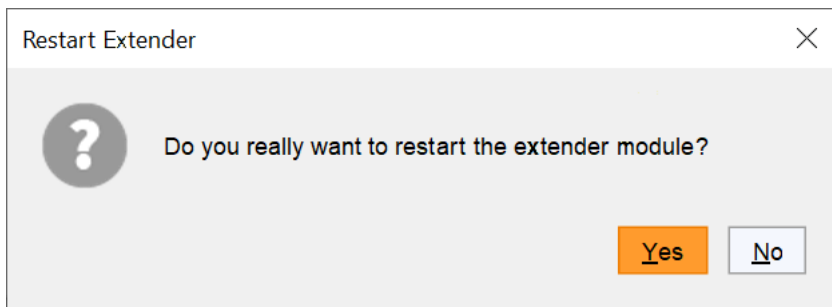 Restart Extender
Do you really want to restart the extender module?
Yes No